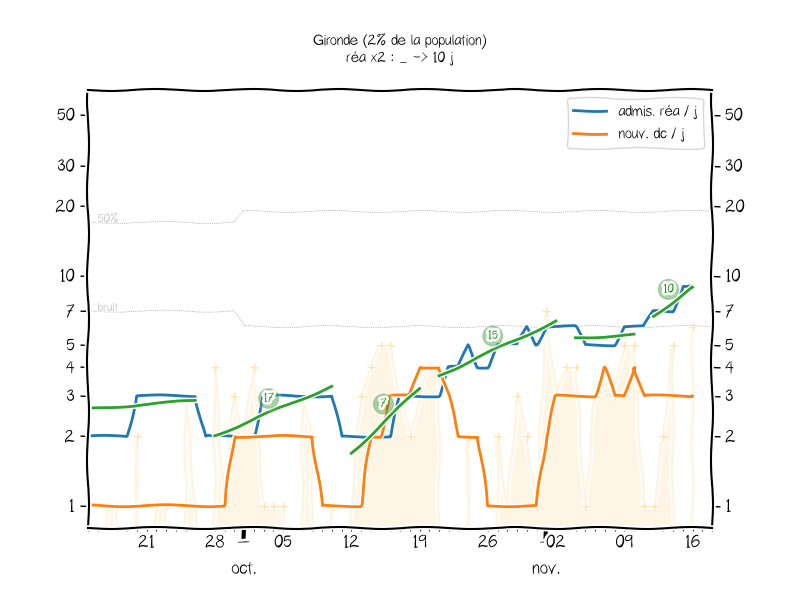 Gironde (2% de la population)
réa x2 : _ -> 10 j
admis. réa / j
nouv. dc / j
50 50
30 30
20 20
50%
10 10
10
bruit
7 7
15
5 5
4 4
17
7
3 3
2 2
1 1
21 28 05 12 19 26 02 09 16
oct. nov.